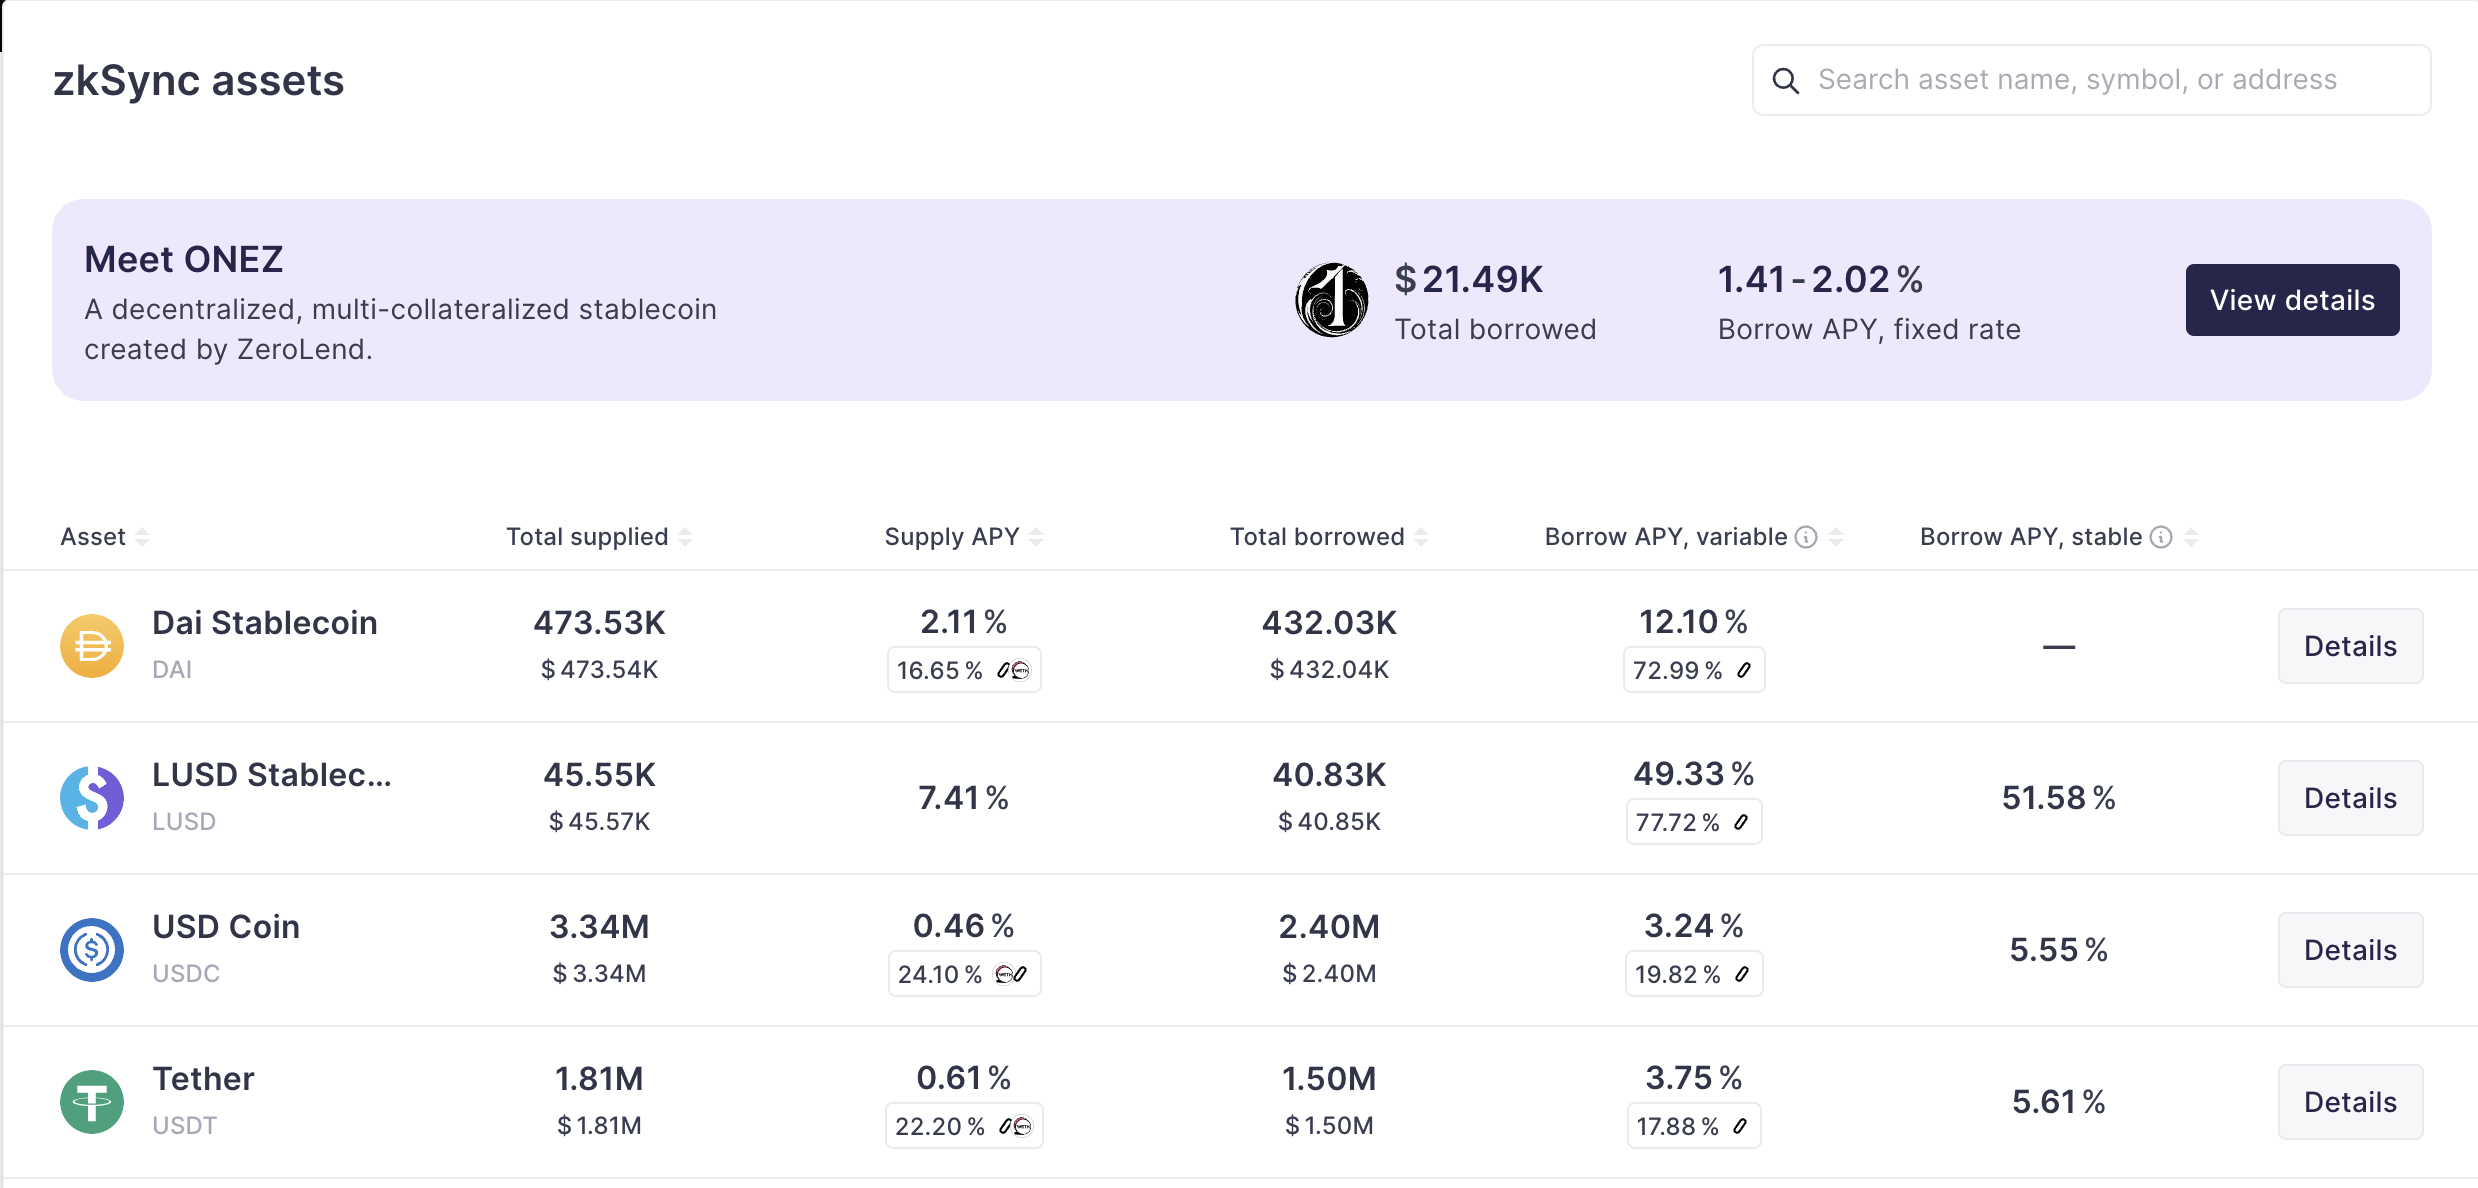 zkSync assets
Search asset name, symbol, or address
Meet ONEZ
A decentralized, multi-collateralized stablecoin
created by ZeroLend.
$ 21.49K
Total borrowed
1.41 - 2.02 %
Borrow APY, fixed rate
View details
Asset Total supplied Supply APY Total borrowed Borrow APY, variable Borrow APY, stable
Dai Stablecoin 473.53K 2.11 % 432.03K 12.10 % — Details
DAI $ 473.54K 16.65 % $ 432.04K 72.99 %
LUSD Stablec... 45.55K 7.41 % 40.83K 49.33 % 51.58 % Details
LUSD $ 45.57K $ 40.85K 77.72 %
USD Coin 3.34M 0.46 % 2.40M 3.24 % 5.55 % Details
USDC $ 3.34M 24.10 % $ 2.40M 19.82 %
Tether 1.81M 0.61 % 1.50M 3.75 % 5.61 % Details
USDT $ 1.81M 22.20 % $ 1.50M 17.88 %